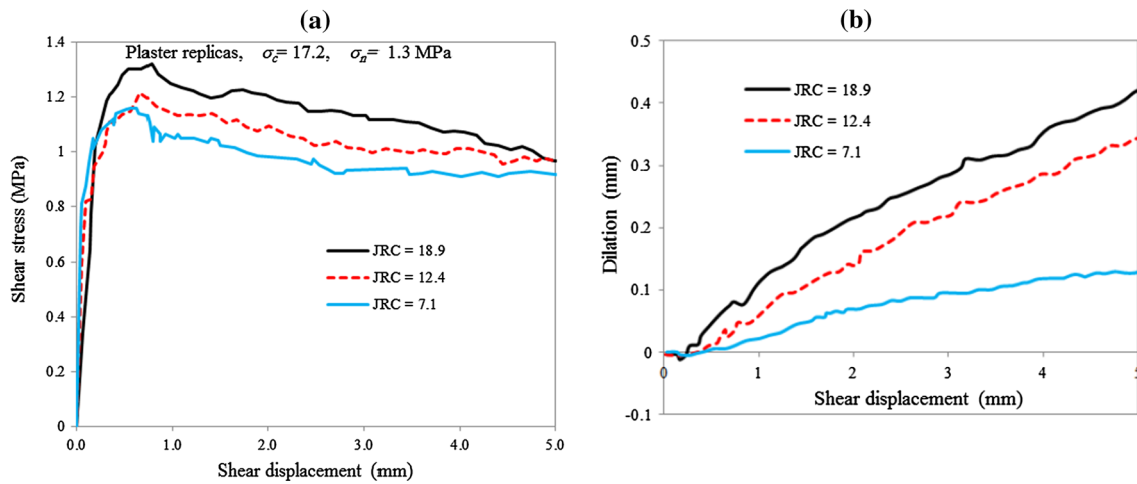 (a)
Plaster replicas, σc= 17.2, σn= 1.3 MPa
1.4
1.2
1
0.8
0.6
0.4
0.2
0
Shear stress (MPa)
JRC = 18.9
JRC = 12.4
JRC = 7.1
0.0 1.0 2.0 3.0 4.0 5.0
Shear displacement (mm)
(b)
0.5
0.4
0.3
0.2
0.1
0
-0.1
Dilation (mm)
JRC = 18.9
JRC = 12.4
JRC = 7.1
0 1 2 3 4 5
Shear displacement (mm)